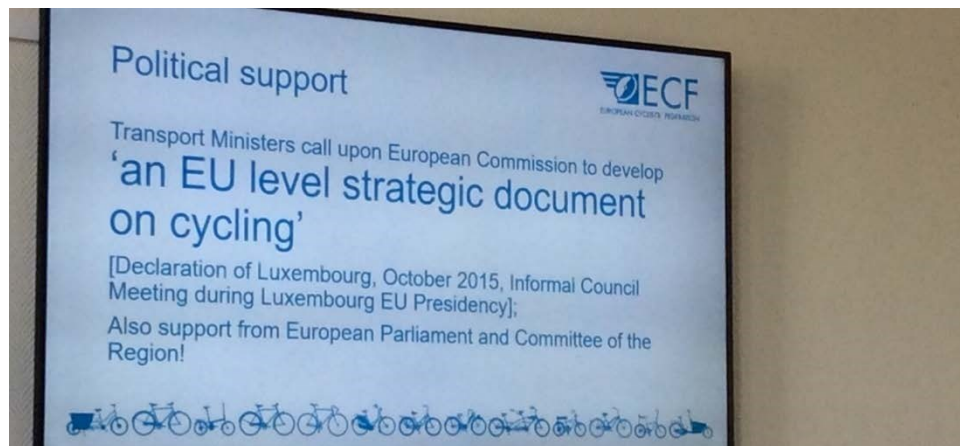 Political support
ECF
EUROPEAN CYCLISTS' FEDERATION
Transport Ministers call upon European Commission to develop
‘an EU level strategic document
on cycling’
[Declaration of Luxembourg, October 2015, Informal Council
Meeting during Luxembourg EU Presidency];
Also support from European Parliament and Committee of the
Region!